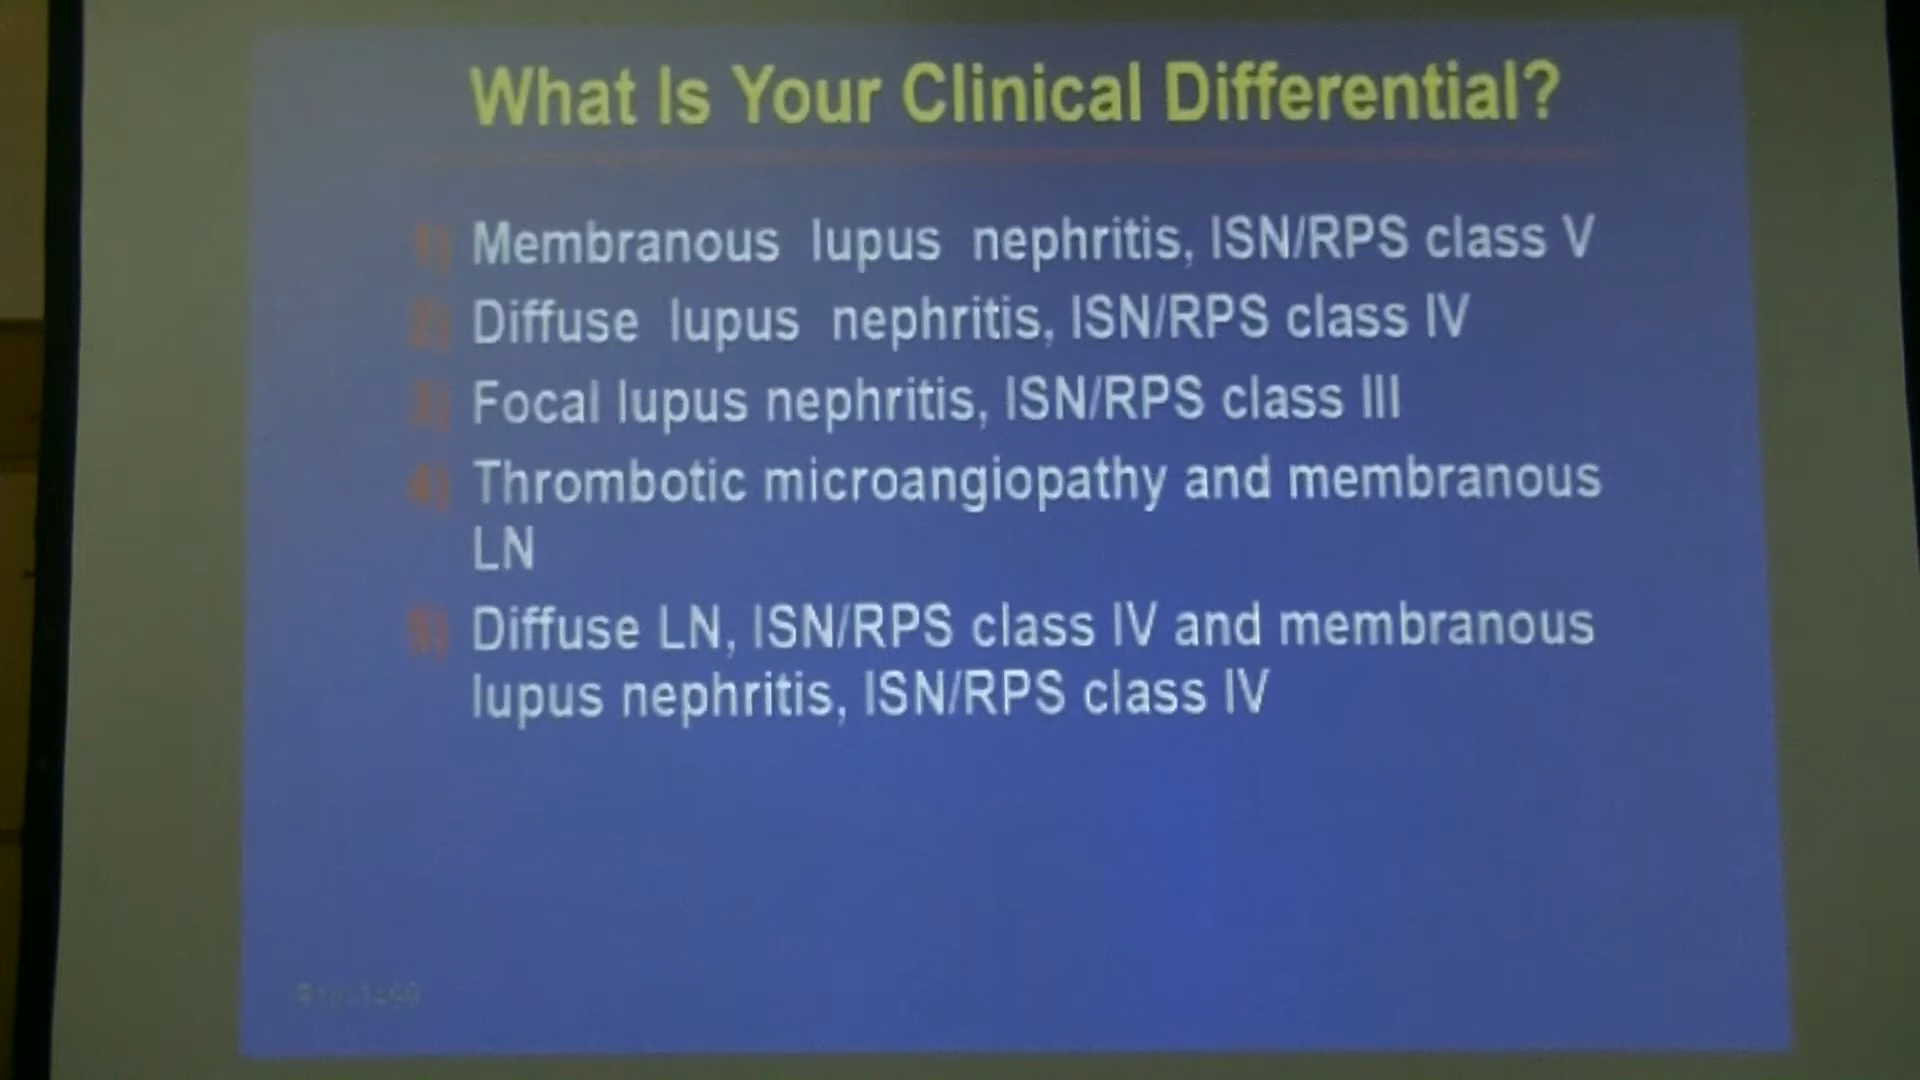 What Is Your Clinical Differential?
1) Membranous lupus nephritis, ISN/RPS class V
2) Diffuse lupus nephritis, ISN/RPS class IV
3) Focal lupus nephritis, ISN/RPS class III
4) Thrombotic microangiopathy and membranous
LN
5) Diffuse LN, ISN/RPS class IV and membranous
lupus nephritis, ISN/RPS class IV